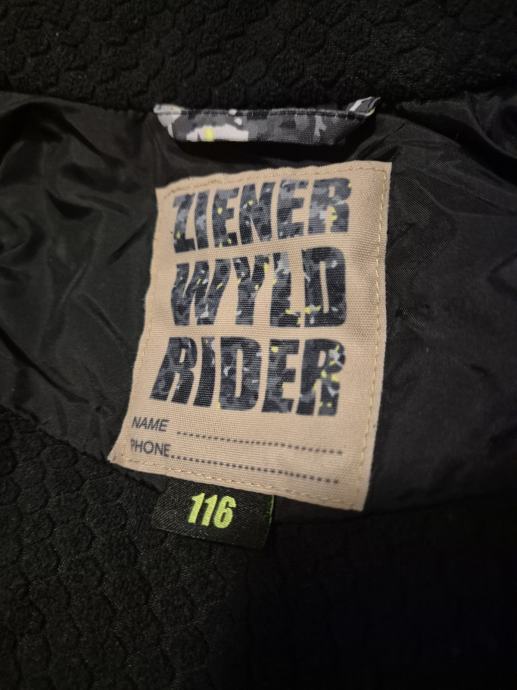 ZIENER
WYLD
RIDER
NAME
PHONE
116